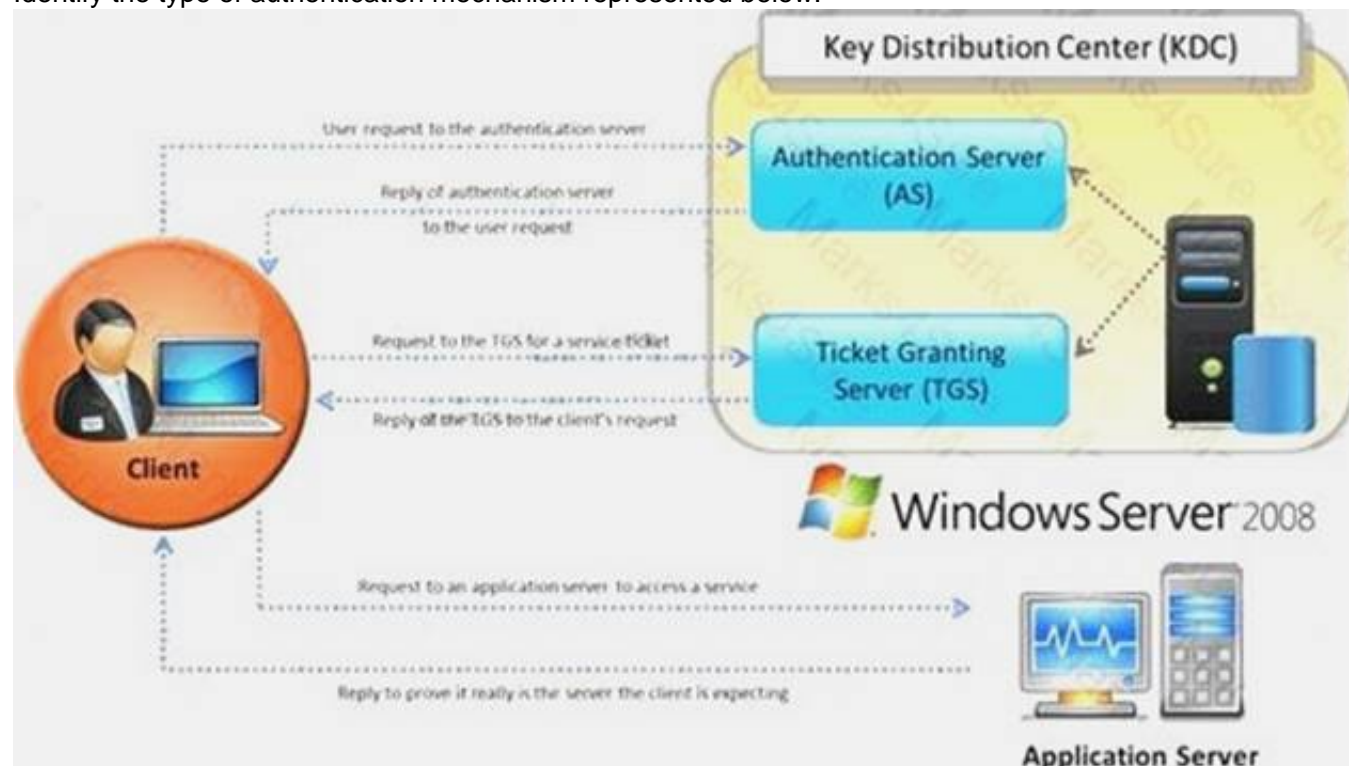 Identify the type of authentication mechanism represented below:
Key Distribution Center (KDC)
User request to the authentication server
Authentication Server
(AS)
Reply of authentication server
to the user request
Request to the TGS for a service ticket
Ticket Granting
Server (TGS)
Reply of the TGS to the client's request
Client
Windows Server 2008
Request to an application server to access a service
Reply to prove it really is the server the client is expecting
Application Server